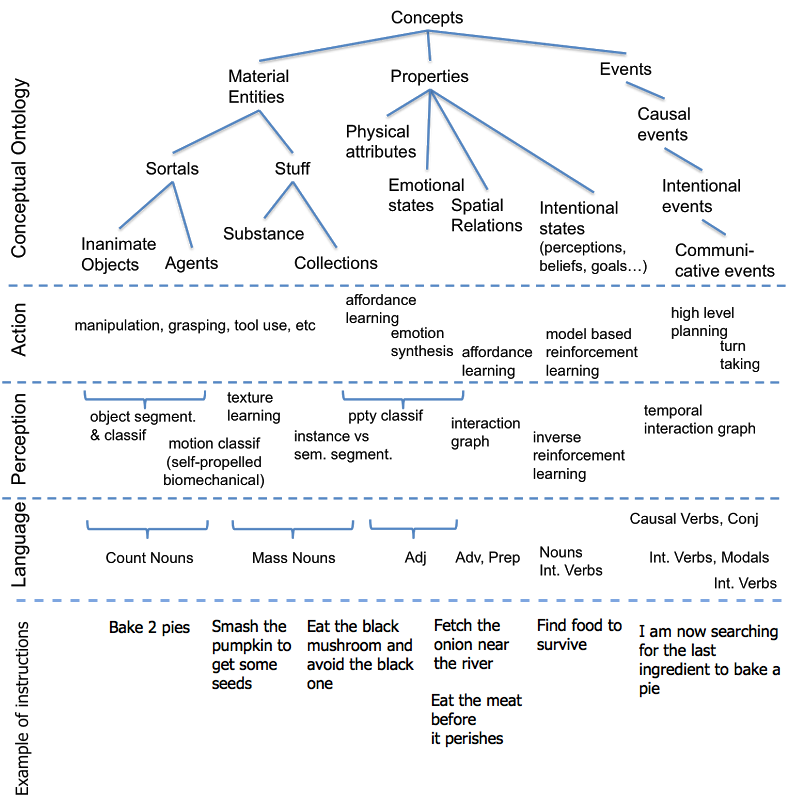 Concepts
Material
Entities
Properties
Events
Physical
attributes
Causal
events
Sortals
Stuff
Emotional
states
Spatial
Relations
Intentional
states
(perceptions,
beliefs, goals…)
Intentional
events
Inanimate
Objects
Agents
Substance
Collections
Communi-
cative events
Conceptual Ontology
Action
manipulation, grasping, tool use, etc
affordance
learning
emotion
synthesis
affordance
learning
model based
reinforcement
learning
high level
planning
turn
taking
Perception
object segment.
& classif
texture
learning
motion classif
(self-propelled
biomechanical)
instance vs
sem. segment.
ppty classif
interaction
graph
inverse
reinforcement
learning
temporal
interaction graph
Language
Count Nouns
Mass Nouns
Adj
Adv, Prep
Nouns
Int. Verbs
Causal Verbs, Conj
Int. Verbs, Modals
Int. Verbs
Example of instructions
Bake 2 pies
Smash the
pumpkin to
get some
seeds
Eat the black
mushroom and
avoid the black
one
Fetch the
onion near
the river
Eat the meat
before
it perishes
Find food to
survive
I am now searching
for the last
ingredient to bake a
pie